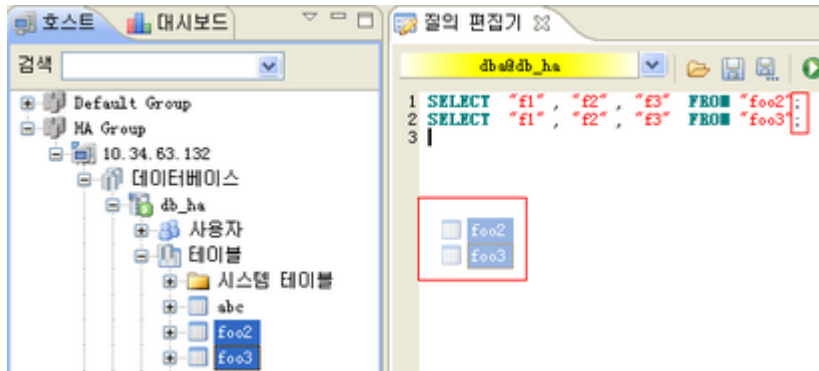 호스트
대시보드
검색
Default Group
HA Group
10.34.63.132
데이터베이스
db_ha
사용자
테이블
시스템 테이블
abc
foo2
foo3
질의 편집기
dba@db_ha
1 SELECT "f1" , "f2" , "f3" FROM "foo2";
2 SELECT "f1" , "f2" , "f3" FROM "foo3";
3
foo2
foo3